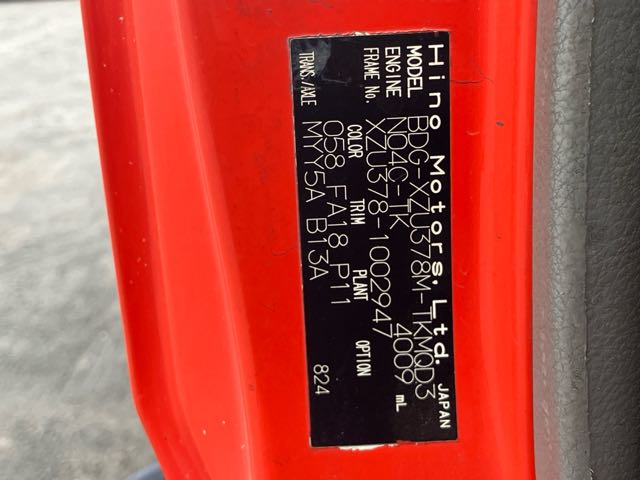 Hino Motors, Ltd. JAPAN
MODEL BDG-XZU378M-TKMQD3
ENGINE N04C-TK 4009 mL
FRAME No. XZU378-1002947
COLOR TRIM PLANT OPTION
058 FA18 P11
TRANS./AXLE MYY5A B13A 824